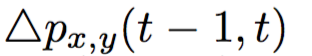 △p_{x,y}(t − 1, t)